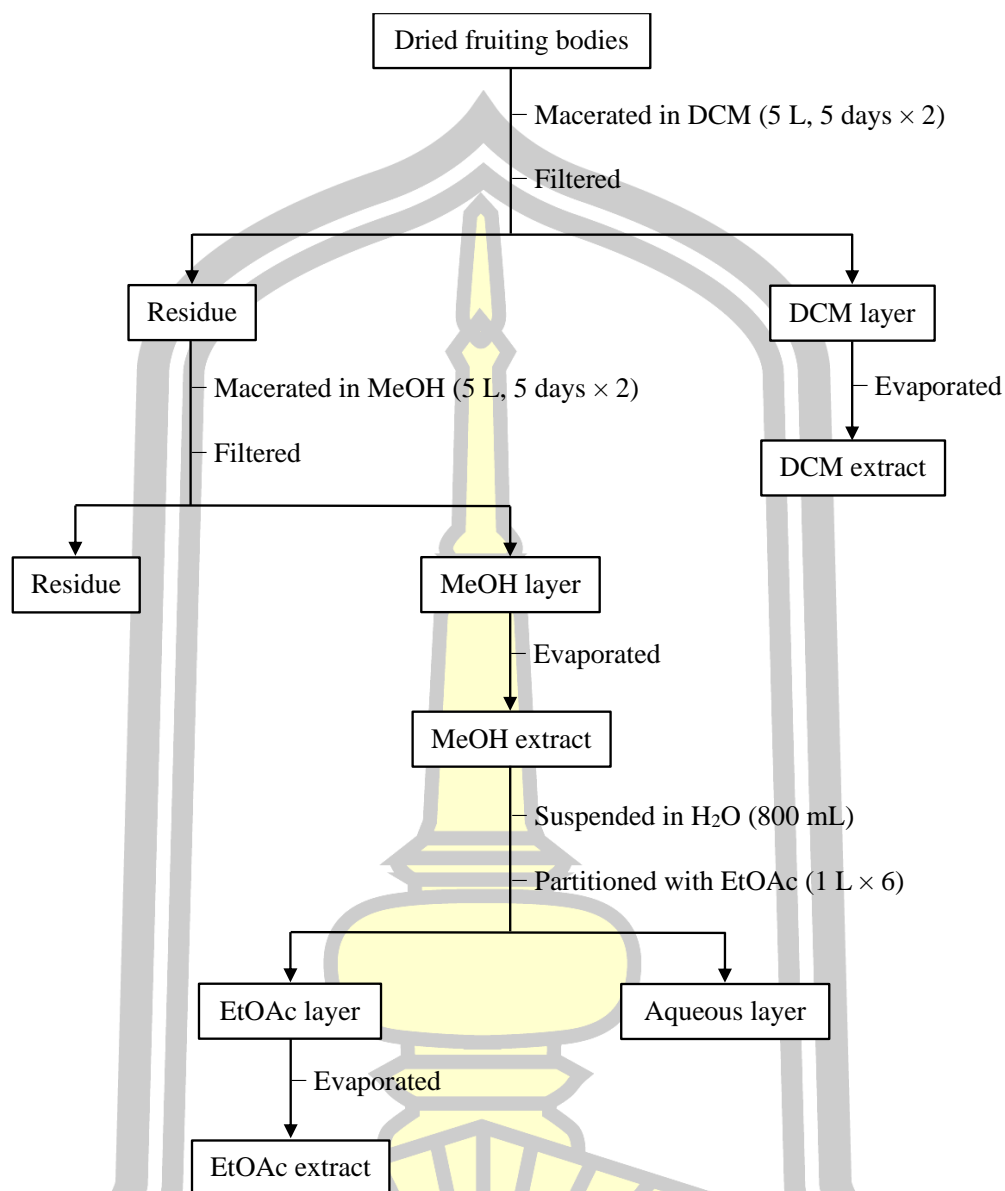 Dried fruiting bodies
Macerated in DCM (5 L, 5 days × 2)
Filtered
Residue
DCM layer
Macerated in MeOH (5 L, 5 days × 2)
Evaporated
Filtered
DCM extract
Residue
MeOH layer
Evaporated
MeOH extract
Suspended in H₂O (800 mL)
Partitioned with EtOAc (1 L × 6)
EtOAc layer
Aqueous layer
Evaporated
EtOAc extract